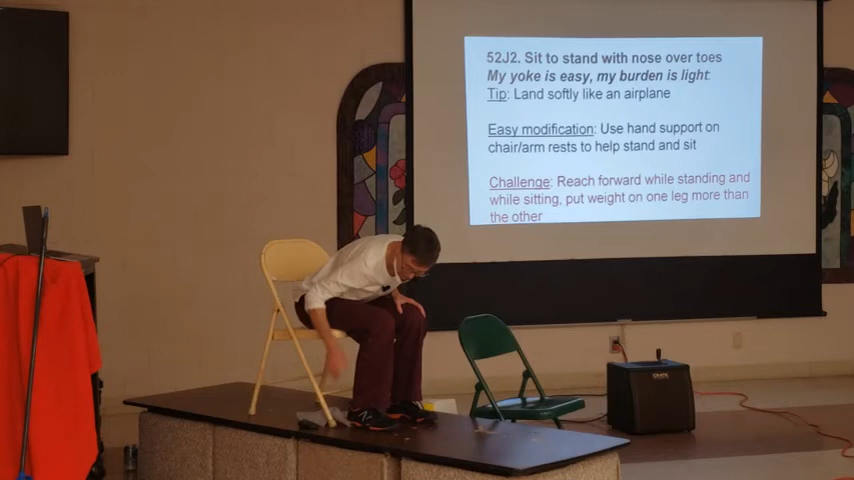 52J2. Sit to stand with nose over toes
My yoke is easy, my burden is light:
Tip: Land softly like an airplane
Easy modification: Use hand support on
chair/arm rests to help stand and sit
Challenge: Reach forward while standing and
while sitting, put weight on one leg more than
the other
CRATE